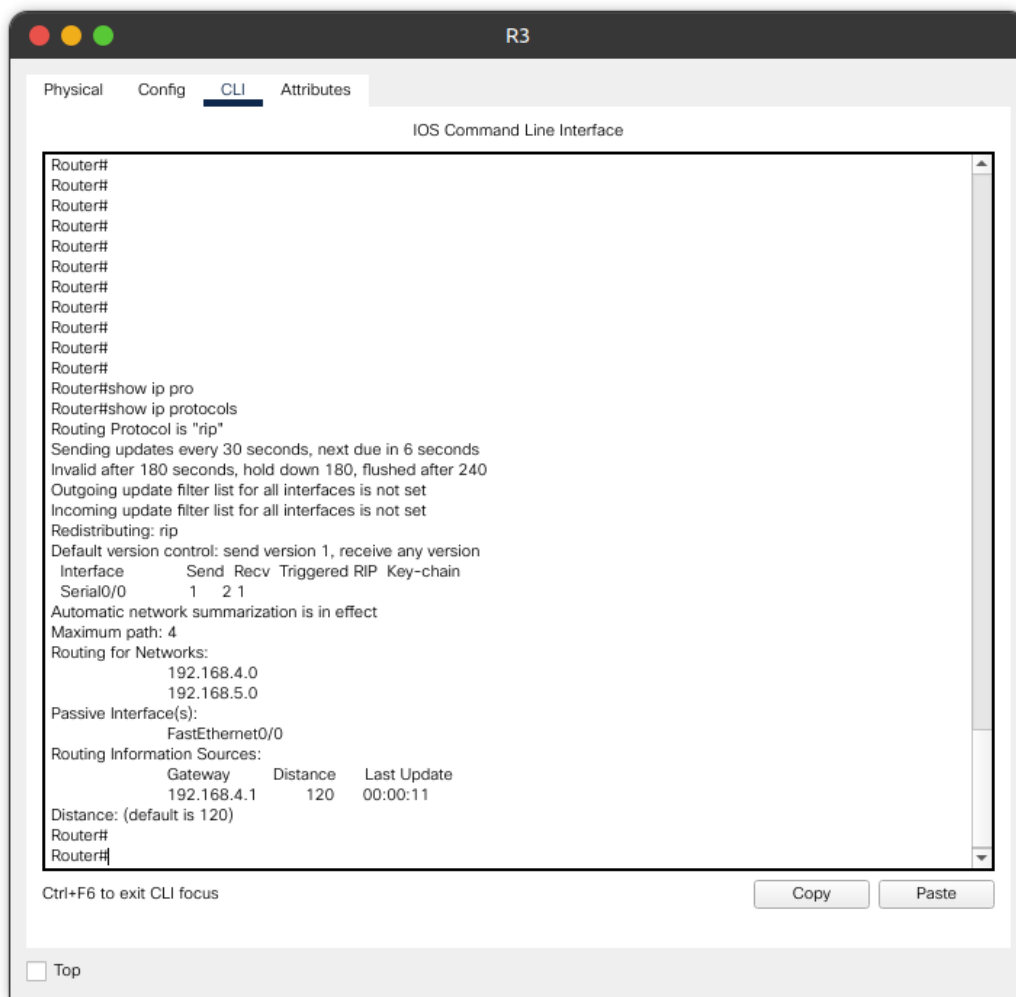 R3
Physical Config CLI Attributes
IOS Command Line Interface
Router#
Router#
Router#
Router#
Router#
Router#
Router#
Router#
Router#
Router#
Router#
Router#show ip pro
Router#show ip protocols
Routing Protocol is "rip"
Sending updates every 30 seconds, next due in 6 seconds
Invalid after 180 seconds, hold down 180, flushed after 240
Outgoing update filter list for all interfaces is not set
Incoming update filter list for all interfaces is not set
Redistributing: rip
Default version control: send version 1, receive any version
Interface Send Recv Triggered RIP Key-chain
Serial0/0 1 2 1
Automatic network summarization is in effect
Maximum path: 4
Routing for Networks:
192.168.4.0
192.168.5.0
Passive Interface(s):
FastEthernet0/0
Routing Information Sources:
Gateway Distance Last Update
192.168.4.1 120 00:00:11
Distance: (default is 120)
Router#
Router#
Ctrl+F6 to exit CLI focus
Copy Paste
Top